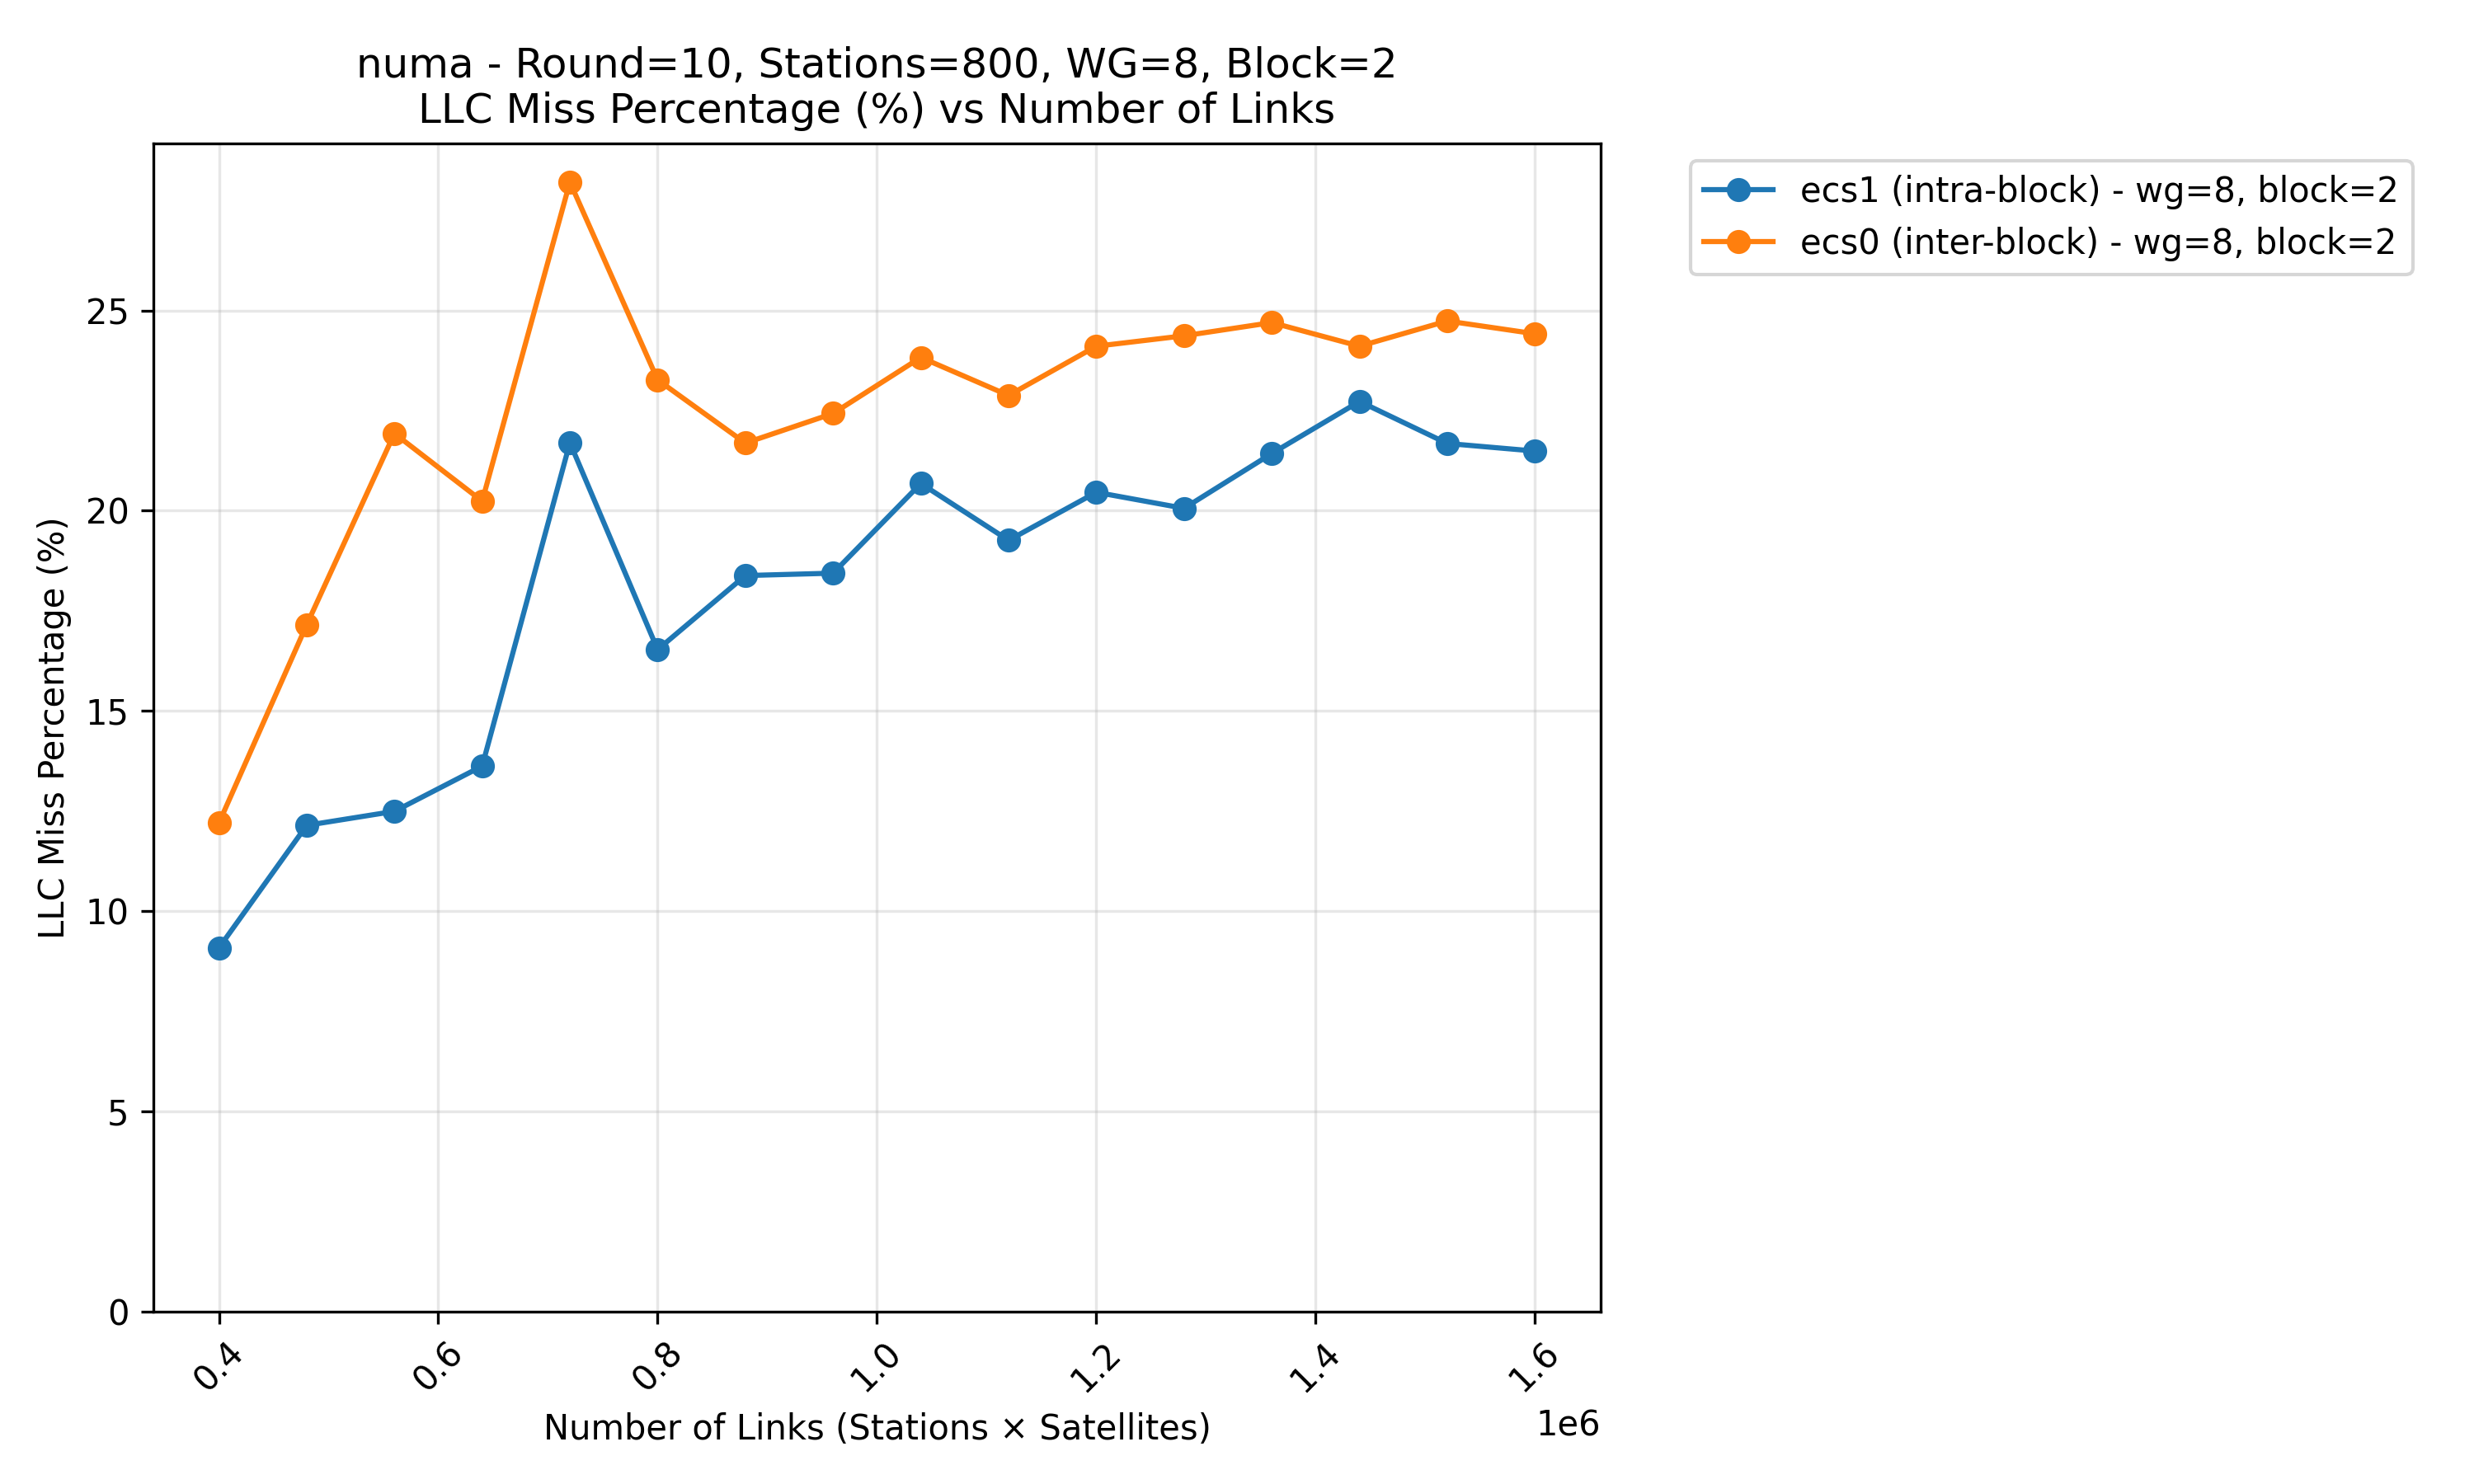 numa - Round=10, Stations=800, WG=8, Block=2
LLC Miss Percentage (%) vs Number of Links
ecs1 (intra-block) - wg=8, block=2
ecs0 (inter-block) - wg=8, block=2
LLC Miss Percentage (%)
25
20
15
10
5
0
0.4
0.6
0.8
1.0
1.2
1.4
1.6
1e6
Number of Links (Stations × Satellites)